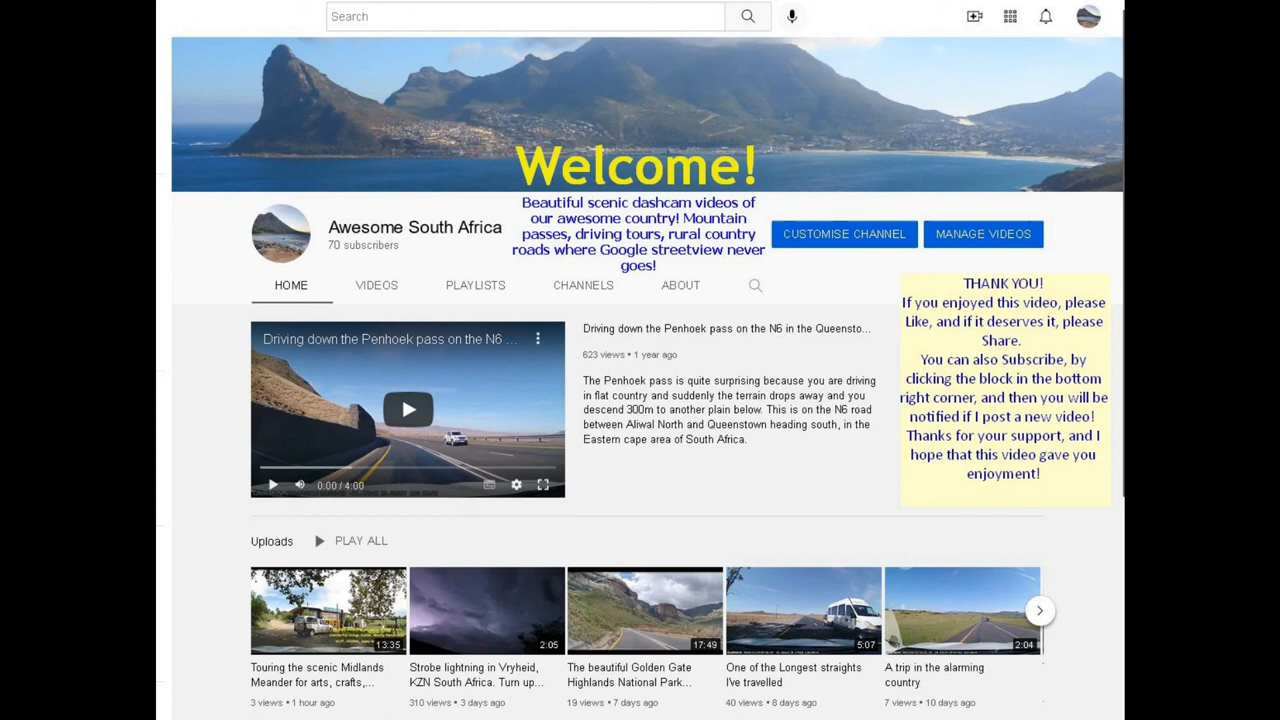 Search
Welcome!
Beautiful scenic dashcam videos of
our awesome country! Mountain
passes, driving tours, rural country
roads where Google streetview never
goes!
Awesome South Africa
70 subscribers
CUSTOMISE CHANNEL
MANAGE VIDEOS
HOME
VIDEOS
PLAYLISTS
CHANNELS
ABOUT
THANK YOU!
If you enjoyed this video, please
Like, and if it deserves it, please
Share.
You can also Subscribe, by
clicking the block in the bottom
right corner, and then you will be
notified if I post a new video!
Thanks for your support, and I
hope that this video gave you
enjoyment!
Driving down the Penhoek pass on the N6 ...
0:00 / 4:00
Driving down the Penhoek pass on the N6 in the Queensto...
623 views • 1 year ago
The Penhoek pass is quite surprising because you are driving
in flat country and suddenly the terrain drops away and you
descend 300m to another plain below. This is on the N6 road
between Aliwal North and Queenstown heading south, in the
Eastern cape area of South Africa.
Uploads
PLAY ALL
13:35
2:05
17:49
5:07
2:04
Touring the scenic Midlands
Meander for arts, crafts,...
3 views • 1 hour ago
Strobe lightning in Vryheid,
KZN South Africa. Turn up...
310 views • 3 days ago
The beautiful Golden Gate
Highlands National Park...
19 views • 7 days ago
One of the Longest straights
I've travelled
40 views • 8 days ago
A trip in the alarming
country
7 views • 10 days ago